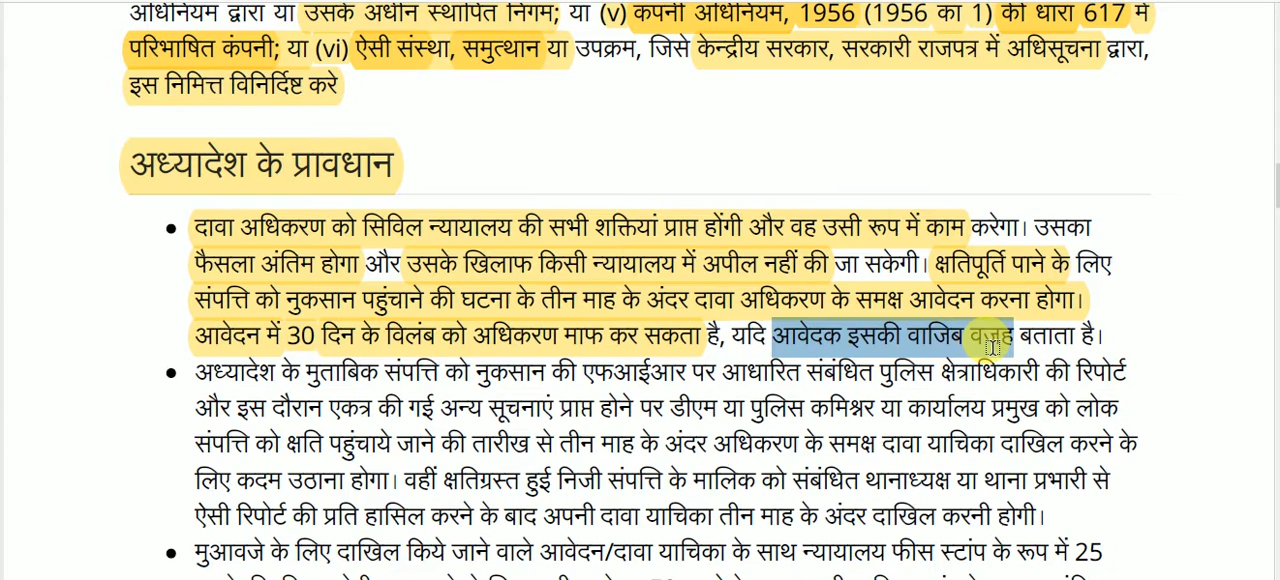 अधिनियम द्वारा या उसके अधीन स्थापित निगम; या (v) कंपनी अधिनियम, 1956 (1956 का 1) की धारा 617 में
परिभाषित कंपनी; या (vi) ऐसी संस्था, समुत्थान या उपक्रम, जिसे केन्द्रीय सरकार, सरकारी राजपत्र में अधिसूचना द्वारा,
इस निमित्त विनिर्दिष्ट करे
अध्यादेश के प्रावधान
• दावा अधिकरण को सिविल न्यायालय की सभी शक्तियां प्राप्त होंगी और वह उसी रूप में काम करेगा। उसका
फैसला अंतिम होगा और उसके खिलाफ किसी न्यायालय में अपील नहीं की जा सकेगी। क्षतिपूर्ति पाने के लिए
संपत्ति को नुकसान पहुंचाने की घटना के तीन माह के अंदर दावा अधिकरण के समक्ष आवेदन करना होगा।
आवेदन में 30 दिन के विलंब को अधिकरण माफ कर सकता है, यदि आवेदक इसकी वाजिब वजह बताता है।
• अध्यादेश के मुताबिक संपत्ति को नुकसान की एफआईआर पर आधारित संबंधित पुलिस क्षेत्राधिकारी की रिपोर्ट
और इस दौरान एकत्र की गई अन्य सूचनाएं प्राप्त होने पर डीएम या पुलिस कमिश्नर या कार्यालय प्रमुख को लोक
संपत्ति को क्षति पहुंचाये जाने की तारीख से तीन माह के अंदर अधिकरण के समक्ष दावा याचिका दाखिल करने के
लिए कदम उठाना होगा। वहीं क्षतिग्रस्त हुई निजी संपत्ति के मालिक को संबंधित थानाध्यक्ष या थाना प्रभारी से
ऐसी रिपोर्ट की प्रति हासिल करने के बाद अपनी दावा याचिका तीन माह के अंदर दाखिल करनी होगी।
• मुआवजे के लिए दाखिल किये जाने वाले आवेदन/दावा याचिका के साथ न्यायालय फीस स्टांप के रूप में 25